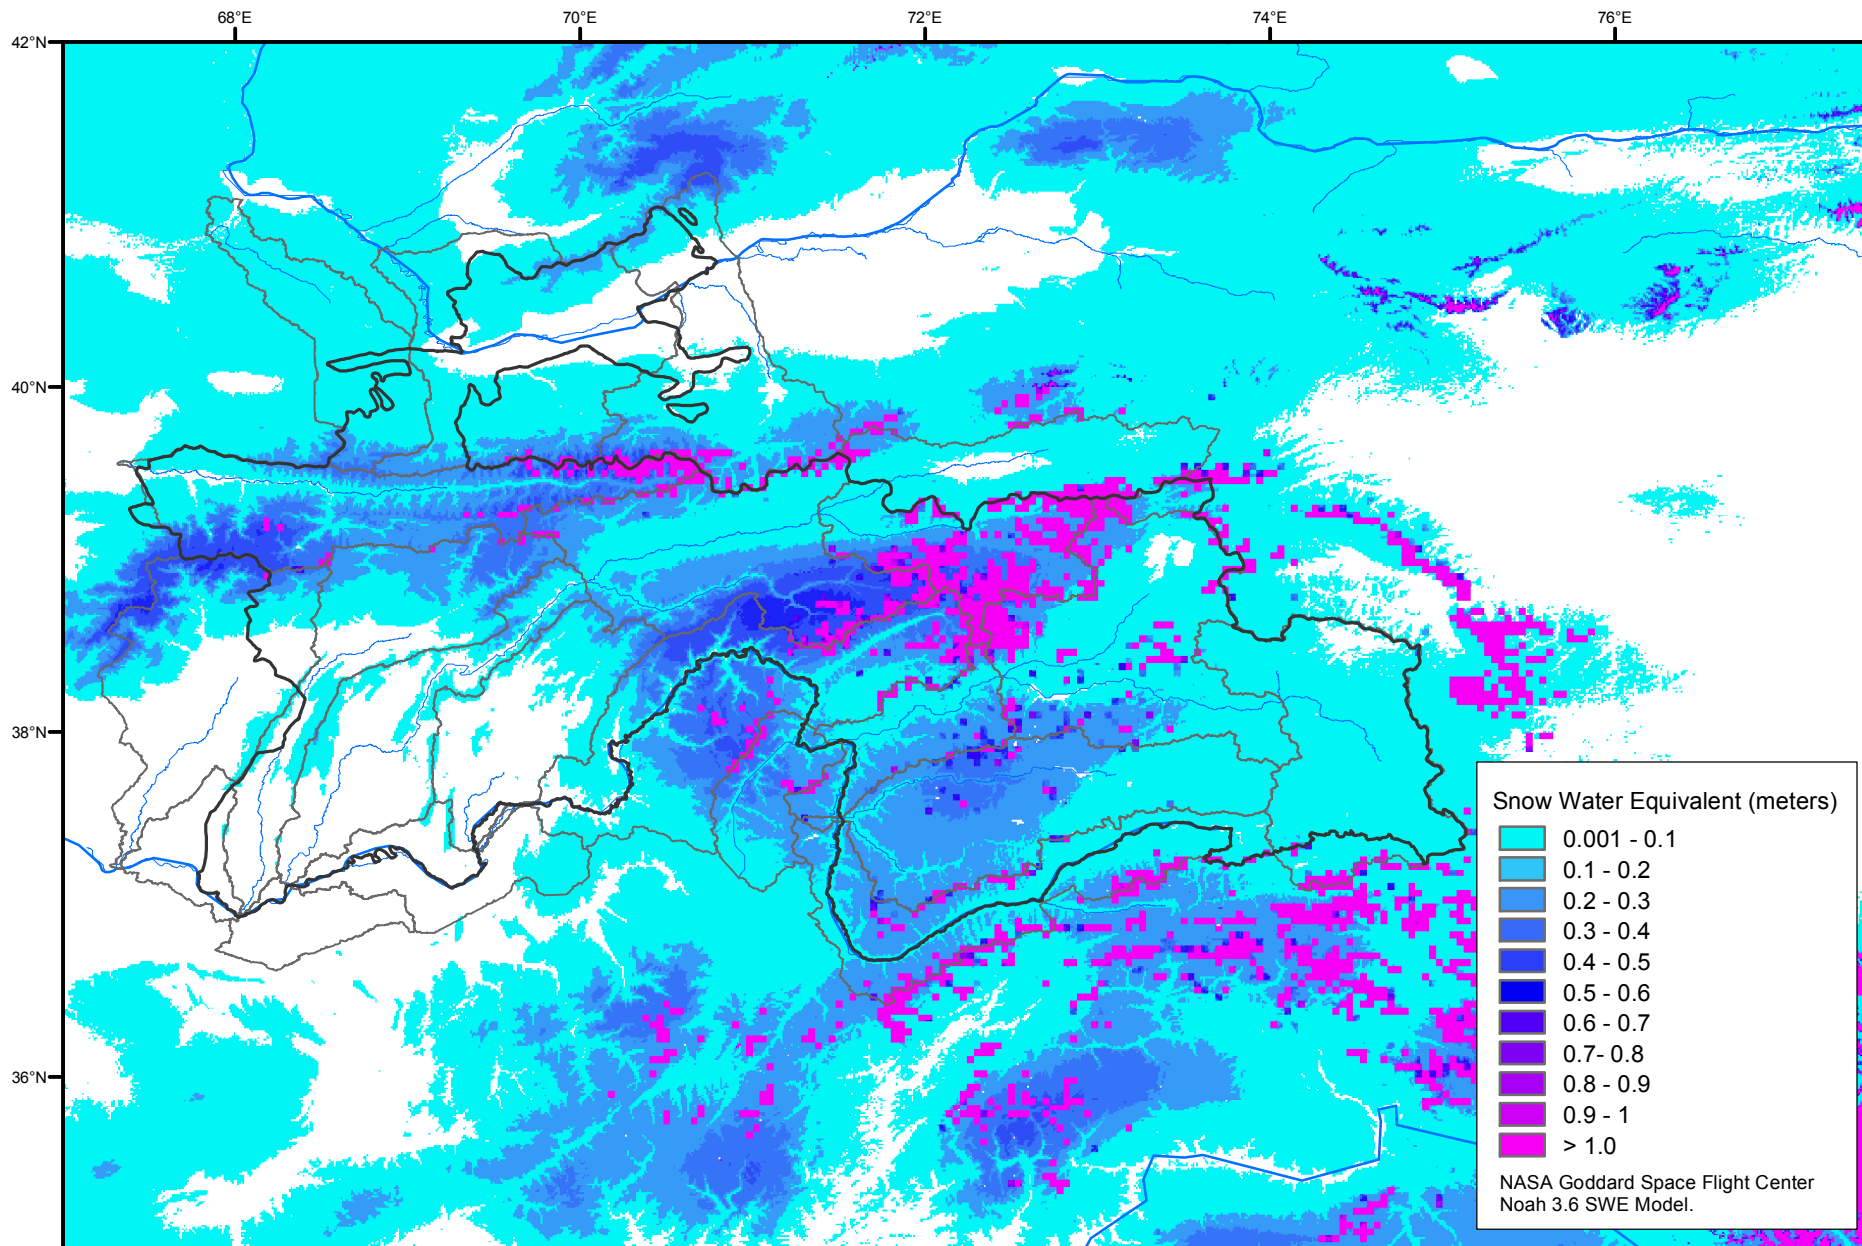 68°E 70°E 72°E 74°E 76°E
42°N
40°N
38°N
36°N
Snow Water Equivalent (meters)
0.001 - 0.1
0.1 - 0.2
0.2 - 0.3
0.3 - 0.4
0.4 - 0.5
0.5 - 0.6
0.6 - 0.7
0.7- 0.8
0.8 - 0.9
0.9 - 1
> 1.0
NASA Goddard Space Flight Center
Noah 3.6 SWE Model.